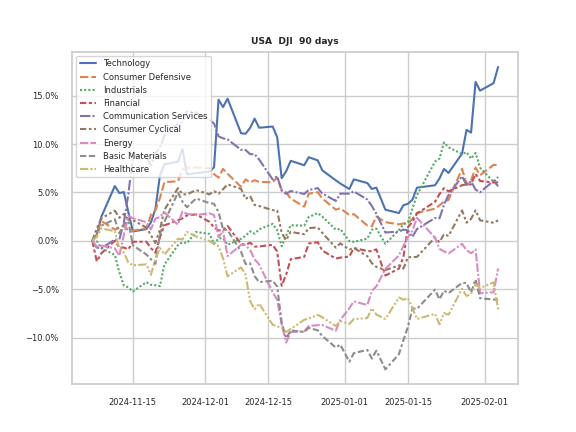 USA DJI 90 days
Technology
Consumer Defensive
Industrials
Financial
Communication Services
Consumer Cyclical
Energy
Basic Materials
Healthcare
15.0%
10.0%
5.0%
0.0%
−5.0%
−10.0%
2024-11-15
2024-12-01
2024-12-15
2025-01-01
2025-01-15
2025-02-01